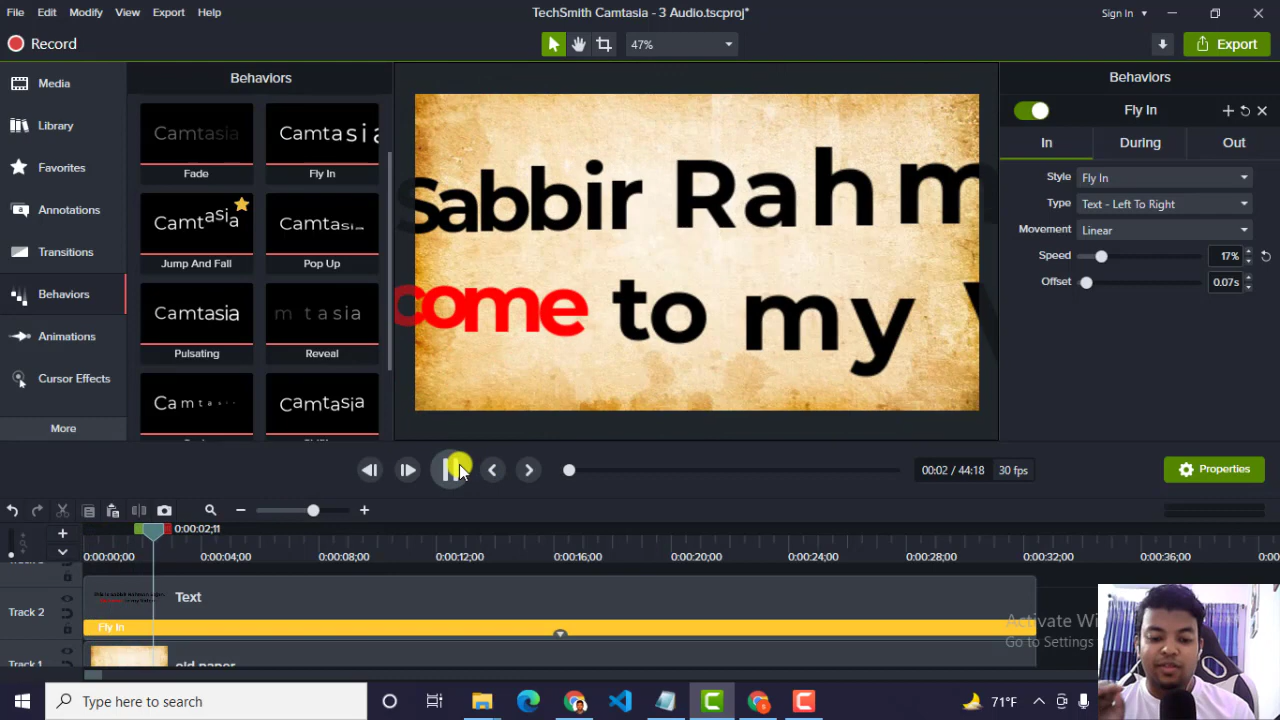 File Edit Modify View Export Help
TechSmith Camtasia - 3 Audio.tscproj*
Sign In
Record
47%
Export
Media
Library
Favorites
Annotations
Transitions
Behaviors
Animations
Cursor Effects
More
Behaviors
Camtasia
Camtasia
Fade
Fly In
Camtasia
Camtasia
Jump And Fall
Pop Up
Camtasia
m t a s i a
Pulsating
Reveal
Camtas
Camtasia
Sabbir Rahm
come to my
Behaviors
Fly In
In During Out
Style Fly In
Type Text - Left To Right
Movement Linear
Speed 17%
Offset 0.07s
00:02 / 44:18 30 fps
Properties
0:00:02;11
0:00:00;00 0:00:04;00 0:00:08;00 0:00:12;00 0:00:16;00 0:00:20;00 0:00:24;00 0:00:28;00 0:00:32;00 0:00:36;00
Track 2
Text
Fly In
Track 1
old paper
Activate Wi
Go to Settings
Type here to search
71°F